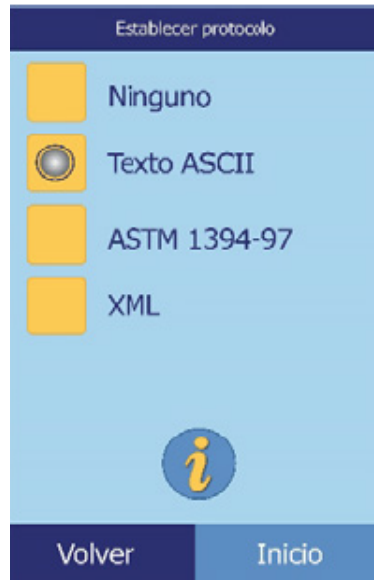 Establecer protocolo
Ninguno
Texto ASCII
ASTM 1394-97
XML
i
Volver Inicio